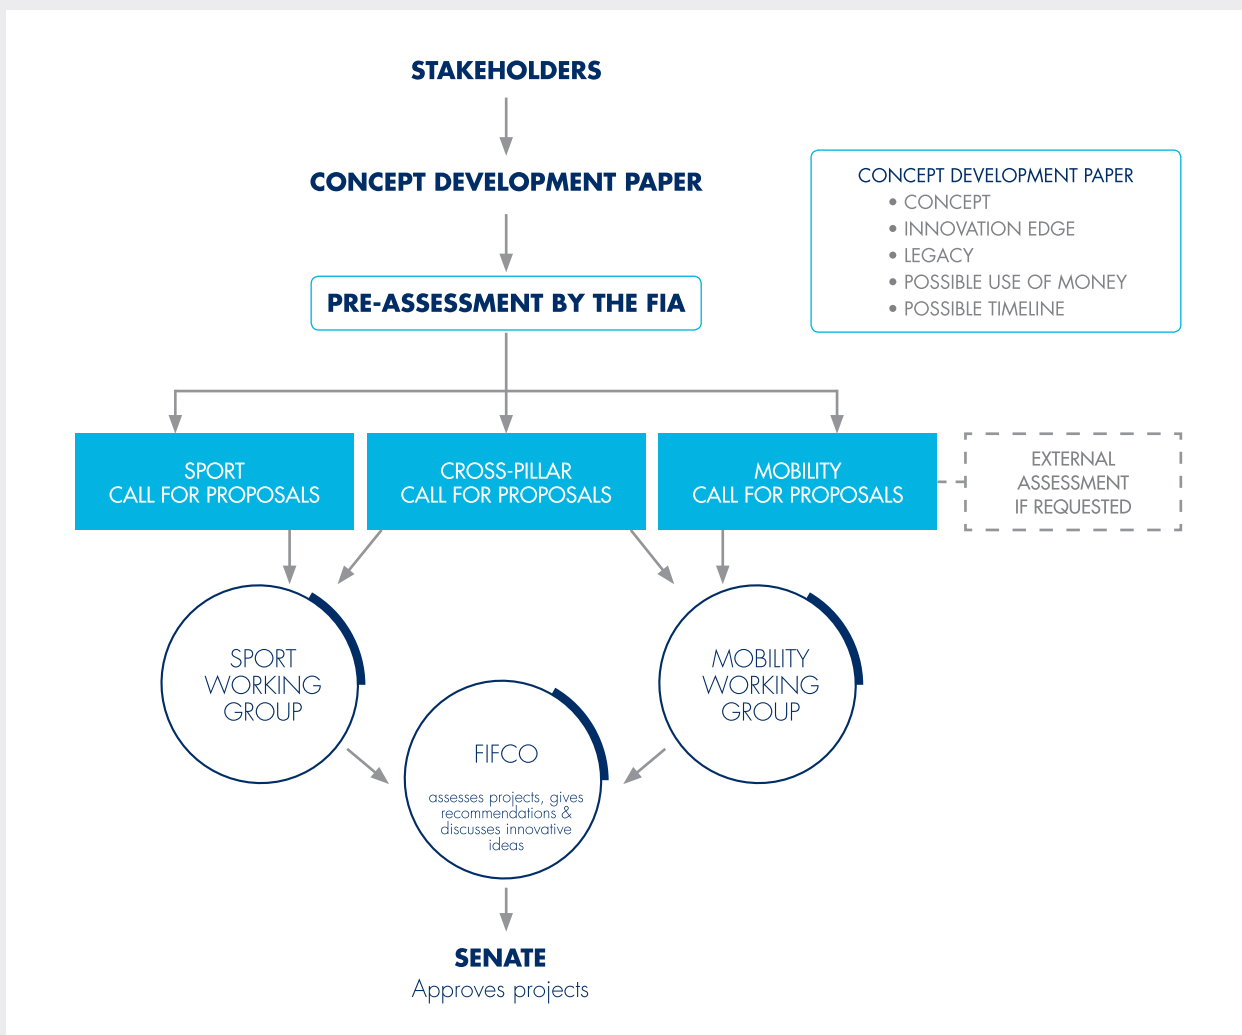 STAKEHOLDERS
CONCEPT DEVELOPMENT PAPER
PRE-ASSESSMENT BY THE FIA
CONCEPT DEVELOPMENT PAPER
• CONCEPT
• INNOVATION EDGE
• LEGACY
• POSSIBLE USE OF MONEY
• POSSIBLE TIMELINE
SPORT
CALL FOR PROPOSALS
CROSS-PILLAR
CALL FOR PROPOSALS
MOBILITY
CALL FOR PROPOSALS
EXTERNAL
ASSESSMENT
IF REQUESTED
SPORT
WORKING
GROUP
MOBILITY
WORKING
GROUP
FIFCO
assesses projects, gives
recommendations &
discusses innovative
ideas
SENATE
Approves projects